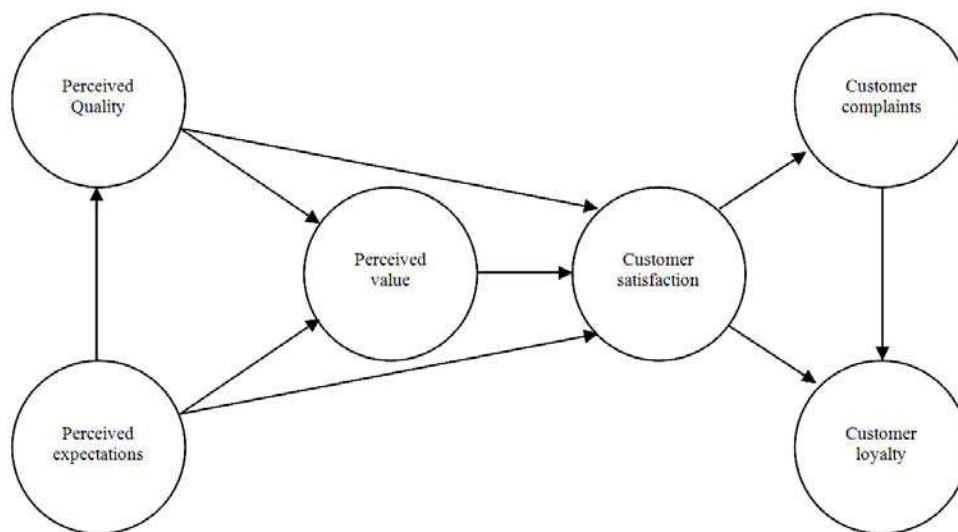 Perceived
Quality
Customer
complaints
Perceived
value
Customer
satisfaction
Perceived
expectations
Customer
loyalty